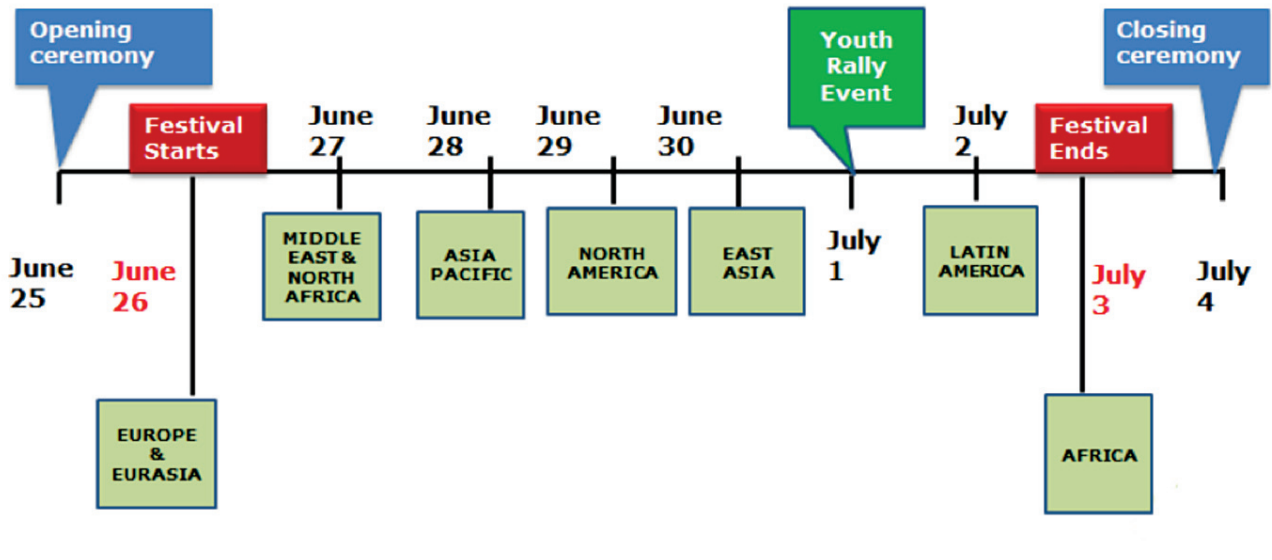 Opening
ceremony
Youth
Rally
Event
Closing
ceremony
Festival
Starts
June
27
June
28
June
29
June
30
July
2
Festival
Ends
MIDDLE
EAST &
NORTH
AFRICA
ASIA
PACIFIC
NORTH
AMERICA
EAST
ASIA
LATIN
AMERICA
June
25
June
26
July
1
July
3
July
4
EUROPE
&
EURASIA
AFRICA